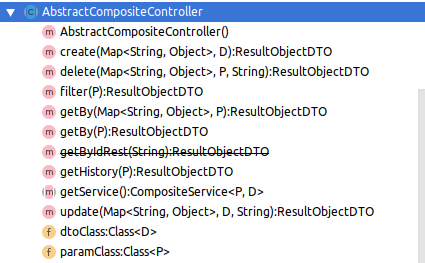 AbstractCompositeController
AbstractCompositeController()
create(Map<String, Object>, D):ResultObjectDTO
delete(Map<String, Object>, P, String):ResultObjectDTO
filter(P):ResultObjectDTO
getBy(Map<String, Object>, P):ResultObjectDTO
getBy(P):ResultObjectDTO
getByIdRest(String):ResultObjectDTO
getHistory(P):ResultObjectDTO
getService():CompositeService<P, D>
update(Map<String, Object>, D, String):ResultObjectDTO
dtoClass:Class<D>
paramClass:Class<P>